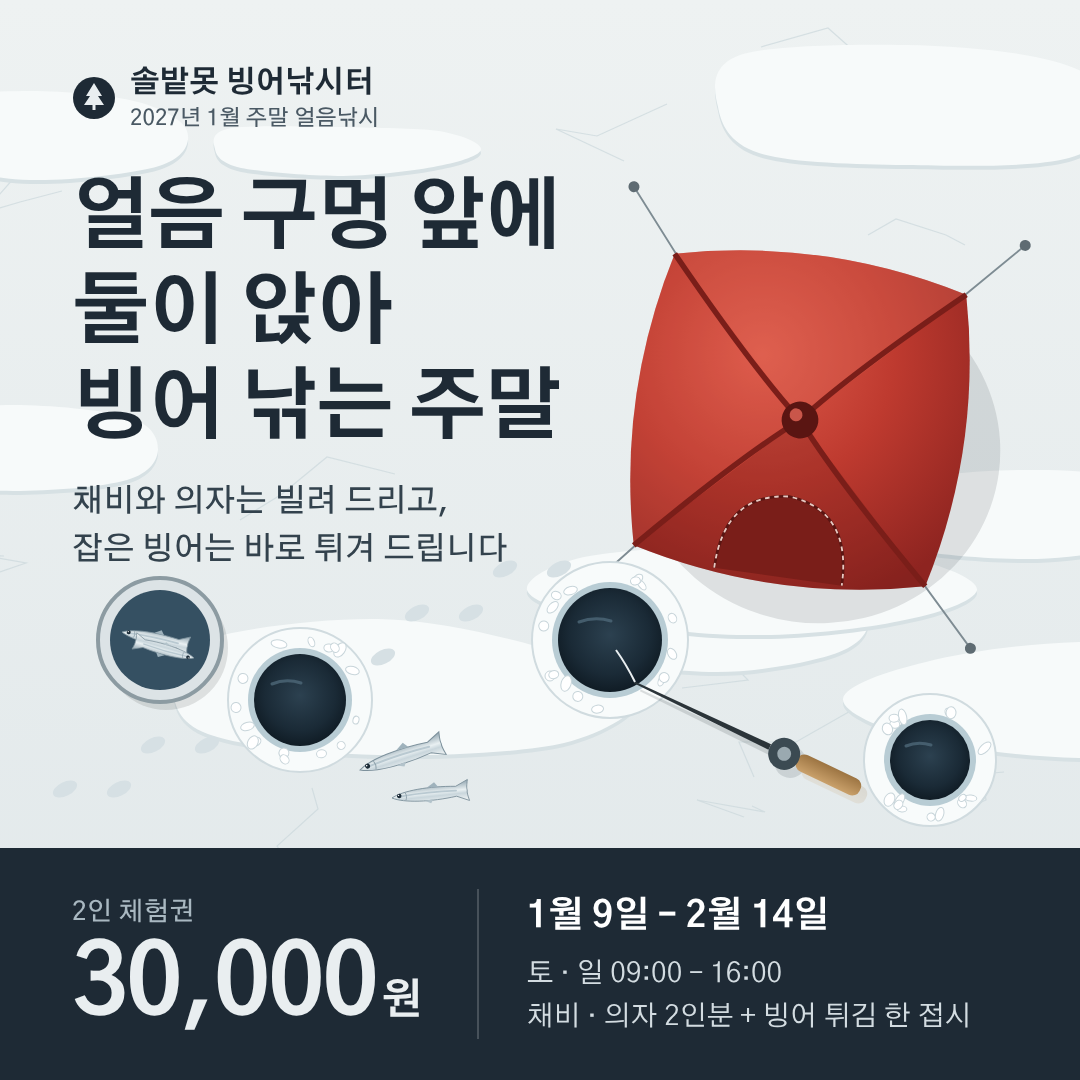 솔밭못 빙어낚시터
2027년 1월 주말 얼음낚시
얼음 구멍 앞에
둘이 앉아
빙어 낚는 주말
채비와 의자는 빌려 드리고,
잡은 빙어는 바로 튀겨 드립니다
2인 체험권
30,000원
1월 9일 – 2월 14일
토 · 일 09:00 – 16:00
채비 · 의자 2인분 + 빙어 튀김 한 접시